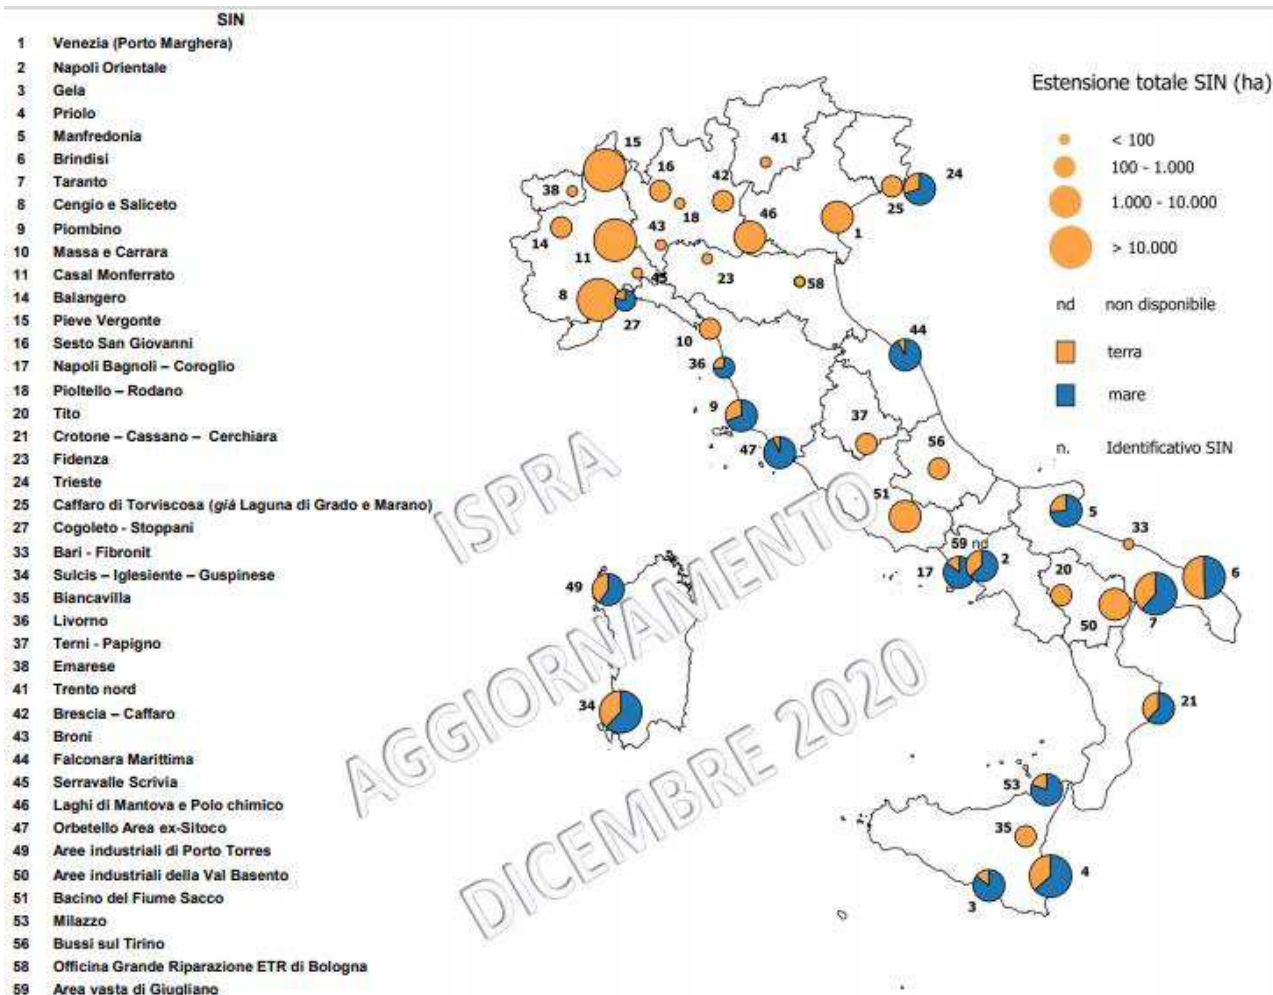 SIN
1 Venezia (Porto Marghera)
2 Napoli Orientale
3 Gela
4 Priolo
5 Manfredonia
6 Brindisi
7 Taranto
8 Cengio e Saliceto
9 Piombino
10 Massa e Carrara
11 Casal Monferrato
14 Balangero
15 Pieve Vergonte
16 Sesto San Giovanni
17 Napoli Bagnoli – Coroglio
18 Pioltello – Rodano
20 Tito
21 Crotone – Cassano – Cerchiara
23 Fidenza
24 Trieste
25 Caffaro di Torviscosa (già Laguna di Grado e Marano)
27 Cogoleto - Stoppani
33 Bari - Fibronit
34 Sulcis – Iglesiente – Guspinese
35 Biancavilla
36 Livorno
37 Terni - Papigno
38 Emarese
41 Trento nord
42 Brescia – Caffaro
43 Broni
44 Falconara Marittima
45 Serravalle Scrivia
46 Laghi di Mantova e Polo chimico
47 Orbetello Area ex-Sitoco
49 Aree industriali di Porto Torres
50 Aree industriali della Val Basento
51 Bacino del Fiume Sacco
53 Milazzo
56 Bussi sul Tirino
58 Officina Grande Riparazione ETR di Bologna
59 Area vasta di Giugliano
15
41
16
42
24
38
18
25
46
43
1
14
11
23
45
58
8
27
10
44
36
9
37
56
47
51
5
33
59 nd
2
17
20
6
49
50
7
34
21
53
35
4
3
Estensione totale SIN (ha)
< 100
100 - 1.000
1.000 - 10.000
> 10.000
nd non disponibile
terra
mare
n. Identificativo SIN
ISPRA
AGGIORNAMENTO
DICEMBRE 2020